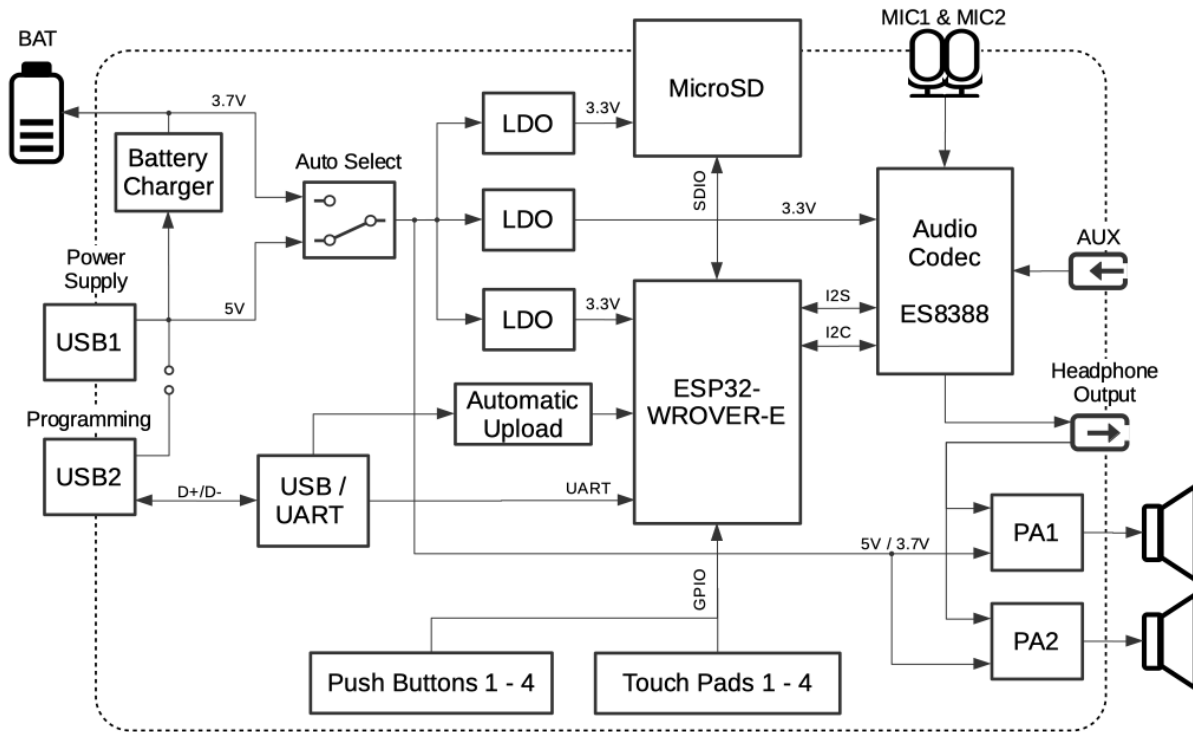 BAT
MIC1 & MIC2
MicroSD
3.7V
LDO
3.3V
Battery
Charger
Auto Select
SDIO
LDO
3.3V
Audio
Codec
ES8388
AUX
Power
Supply
5V
USB1
LDO
3.3V
I2S
I2C
ESP32-
WROVER-E
Headphone
Output
Programming
USB2
Automatic
Upload
D+/D-
USB /
UART
UART
5V / 3.7V
PA1
GPIO
PA2
Push Buttons 1 - 4
Touch Pads 1 - 4